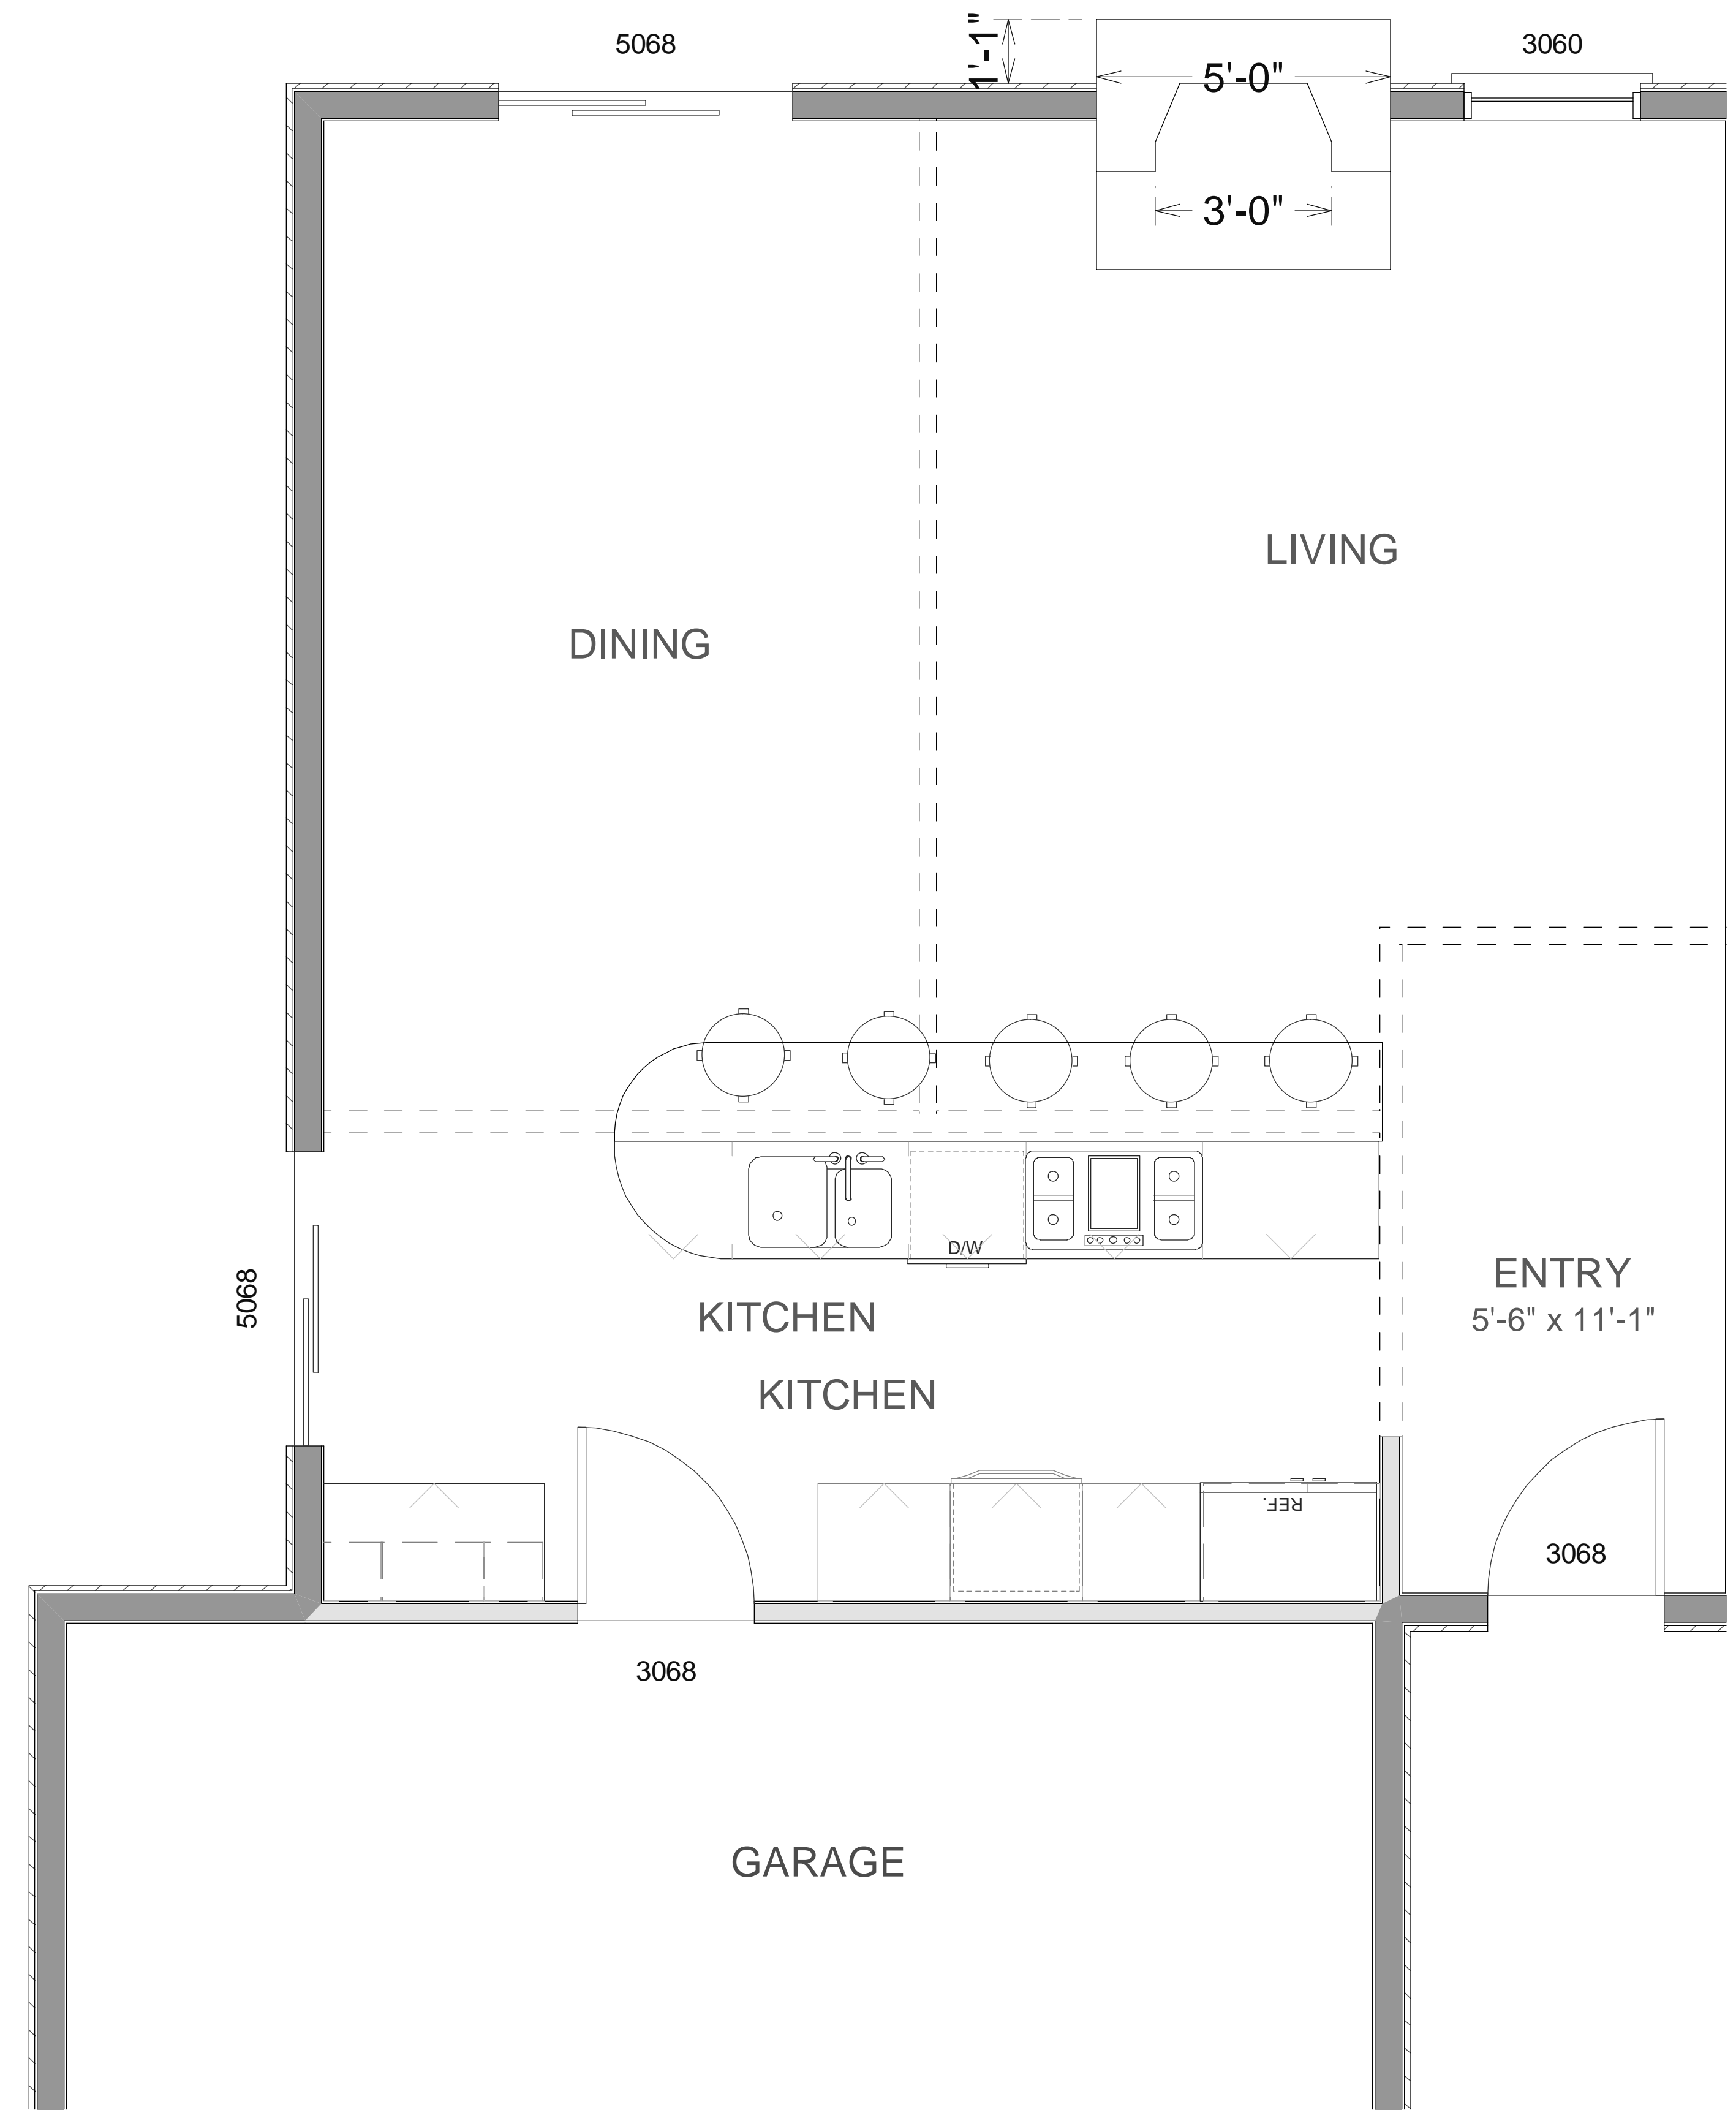 5068
1'-1"
5'-0"
3060
3'-0"
LIVING
DINING
D/W
ENTRY
5'-6" x 11'-1"
5068
KITCHEN
KITCHEN
REF.
3068
3068
GARAGE